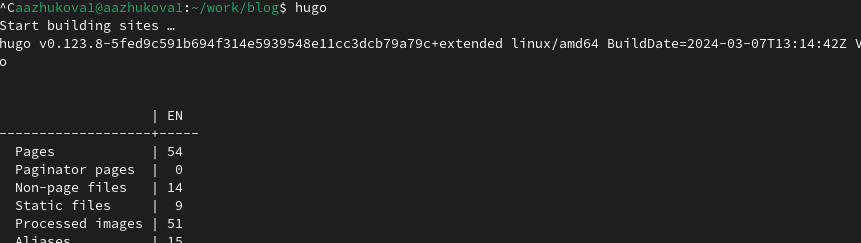 ^Caazhukova1@aazhukova1:~/work/blog$ hugo
Start building sites …
hugo v0.123.8-5fed9c591b694f314e5939548e11cc3dcb79a79c+extended linux/amd64 BuildDate=2024-03-07T13:14:42Z V
o
| EN
-------------------+-----
Pages | 54
Paginator pages | 0
Non-page files | 14
Static files | 9
Processed images | 51
Aliases | 15